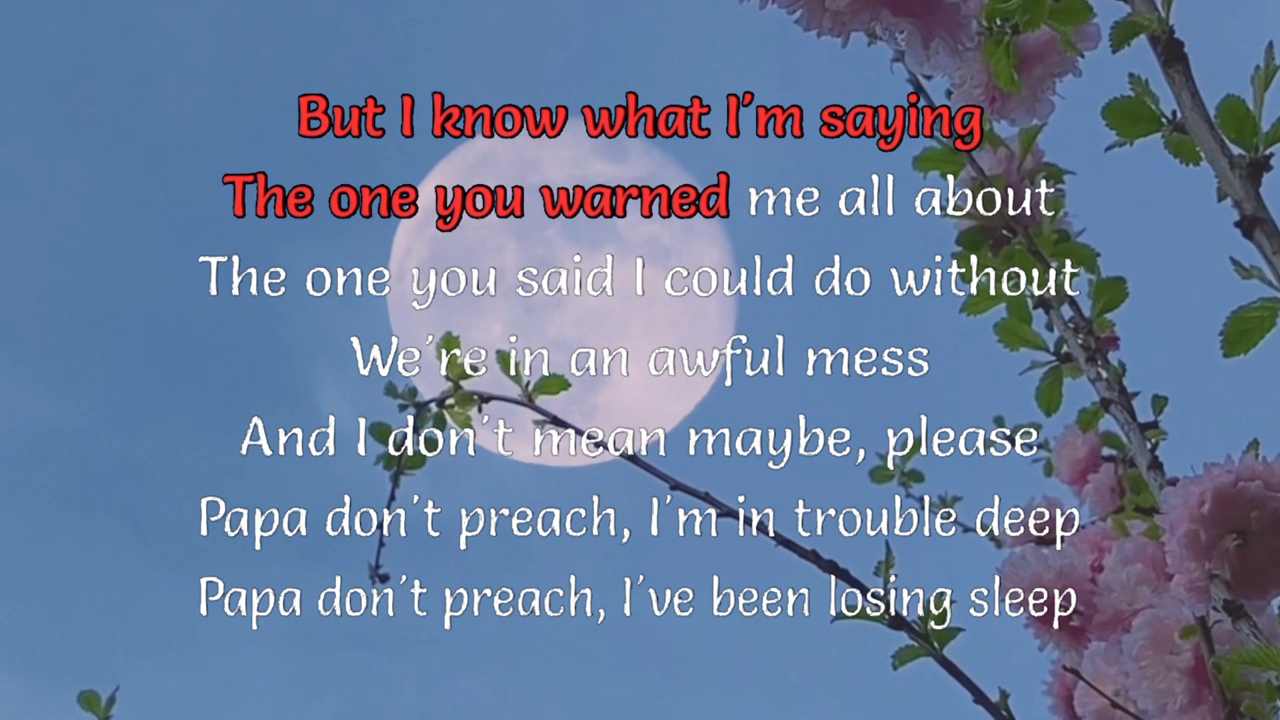 But I know what I'm saying
The one you warned me all about
The one you said I could do without
We're in an awful mess
And I don't mean maybe, please
Papa don't preach, I'm in trouble deep
Papa don't preach, I've been losing sleep